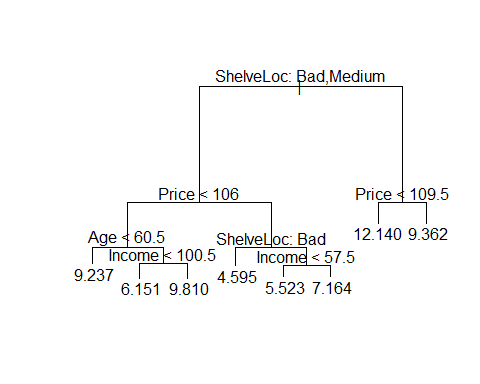 ShelveLoc: Bad,Medium
Price < 106
Price < 109.5
Age < 60.5
Income < 100.5
9.237
6.151
9.810
ShelveLoc: Bad
Income < 57.5
4.595
5.523
7.164
12.140
9.362